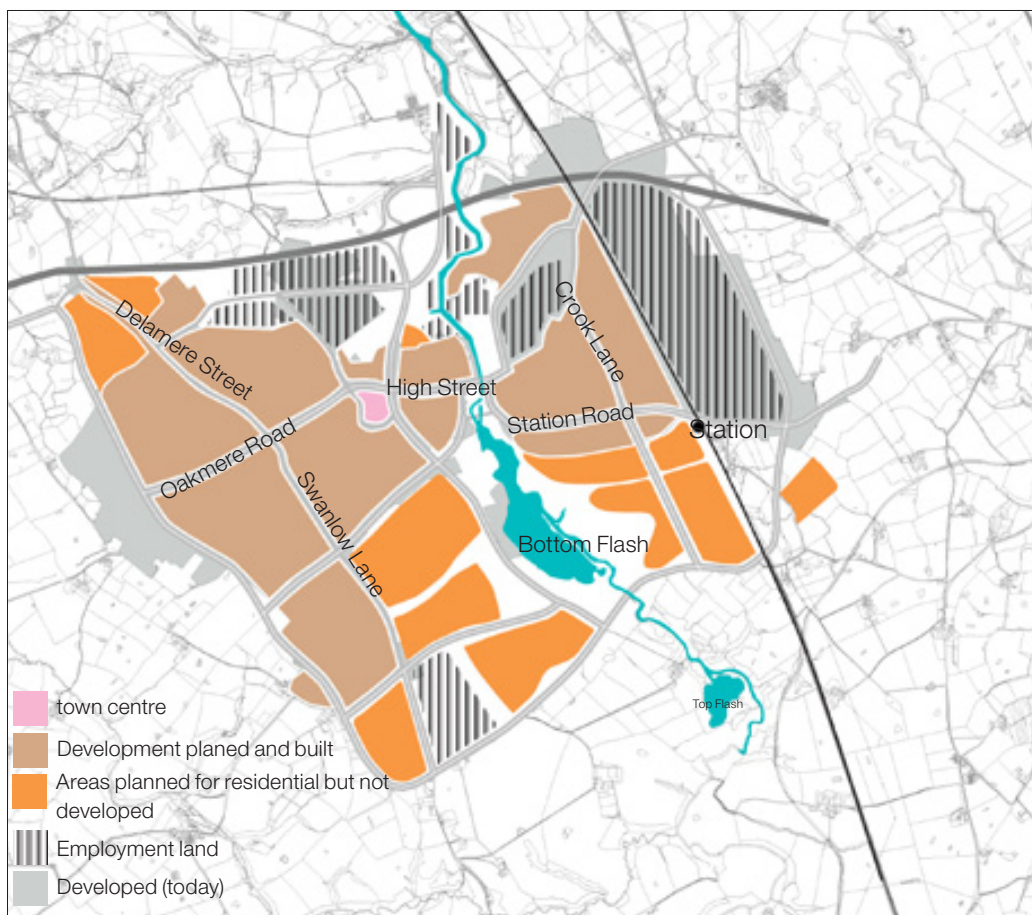 Delamere Street
Crook Lane
High Street
Station Road
Station
Oakmere Road
Swanlow Lane
Bottom Flash
Top Flash
town centre
Development planed and built
Areas planned for residential but not
developed
Employment land
Developed (today)